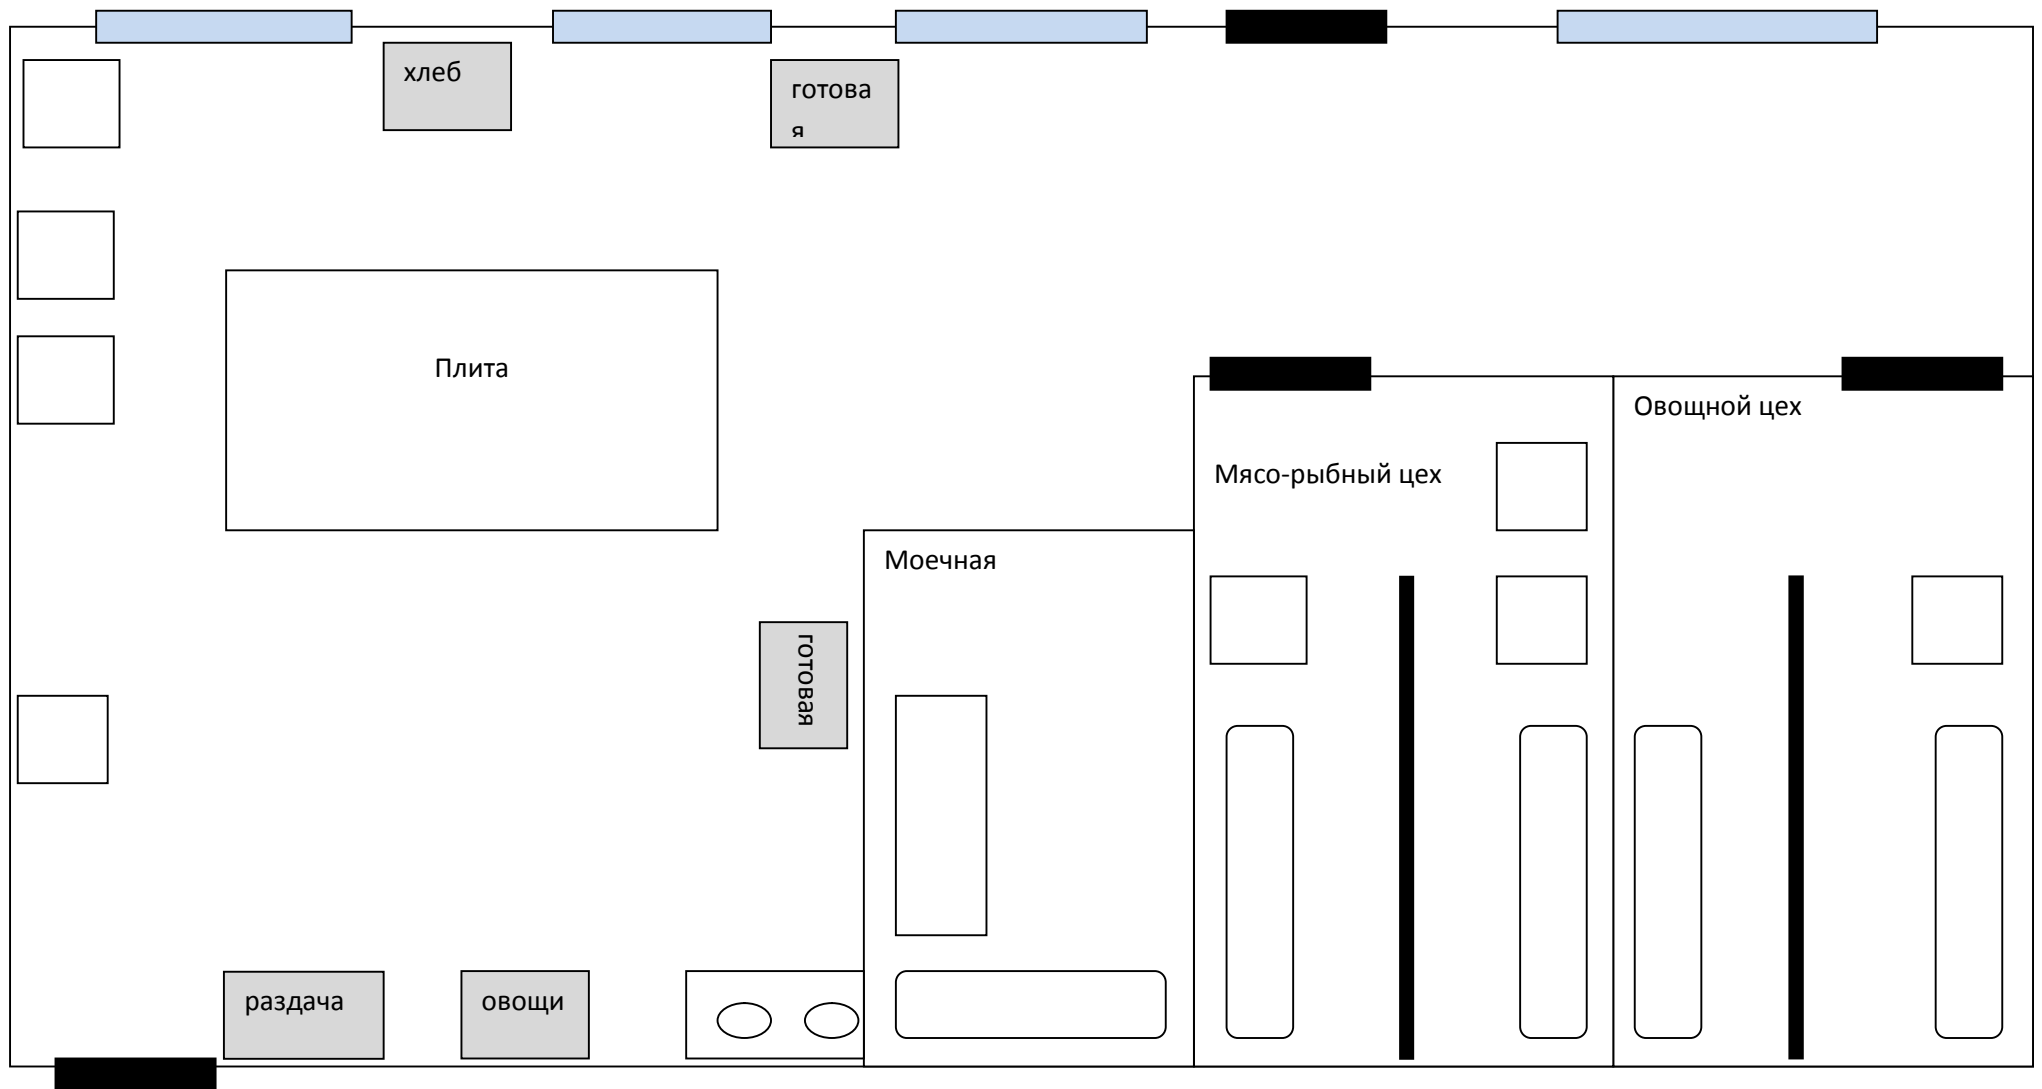 хлеб
готова
я
Плита
Овощной цех
Мясо-рыбный цех
Моечная
готовая
раздача
овощи